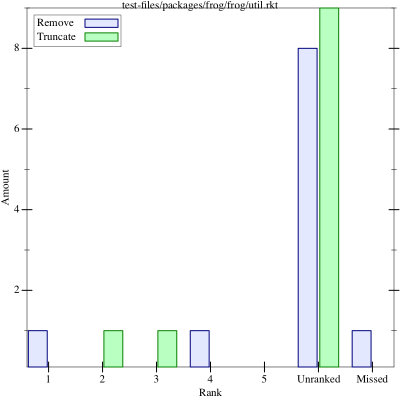 test-files/packages/frog/frog/util.rkt
Remove
Truncate
8
6
4
2
Amount
1 2 3 4 5 Unranked Missed
Rank